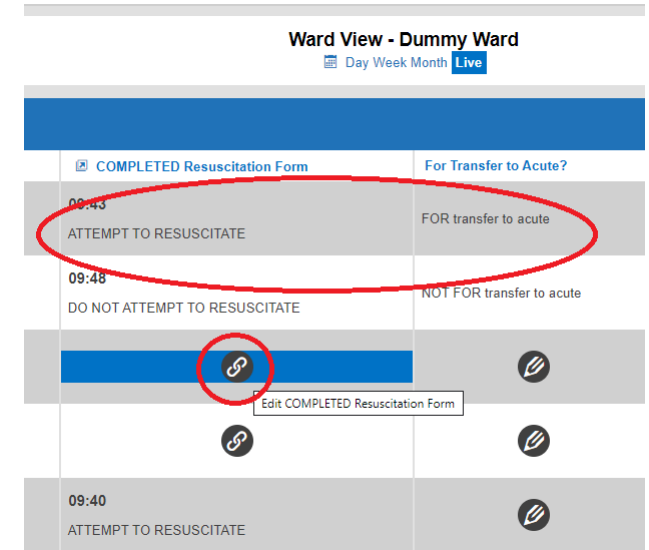 Ward View - Dummy Ward
Day Week Month Live
COMPLETED Resuscitation Form For Transfer to Acute?
09:43
ATTEMPT TO RESUSCITATE FOR transfer to acute
09:48
DO NOT ATTEMPT TO RESUSCITATE NOT FOR transfer to acute
Edit COMPLETED Resuscitation Form
09:40
ATTEMPT TO RESUSCITATE